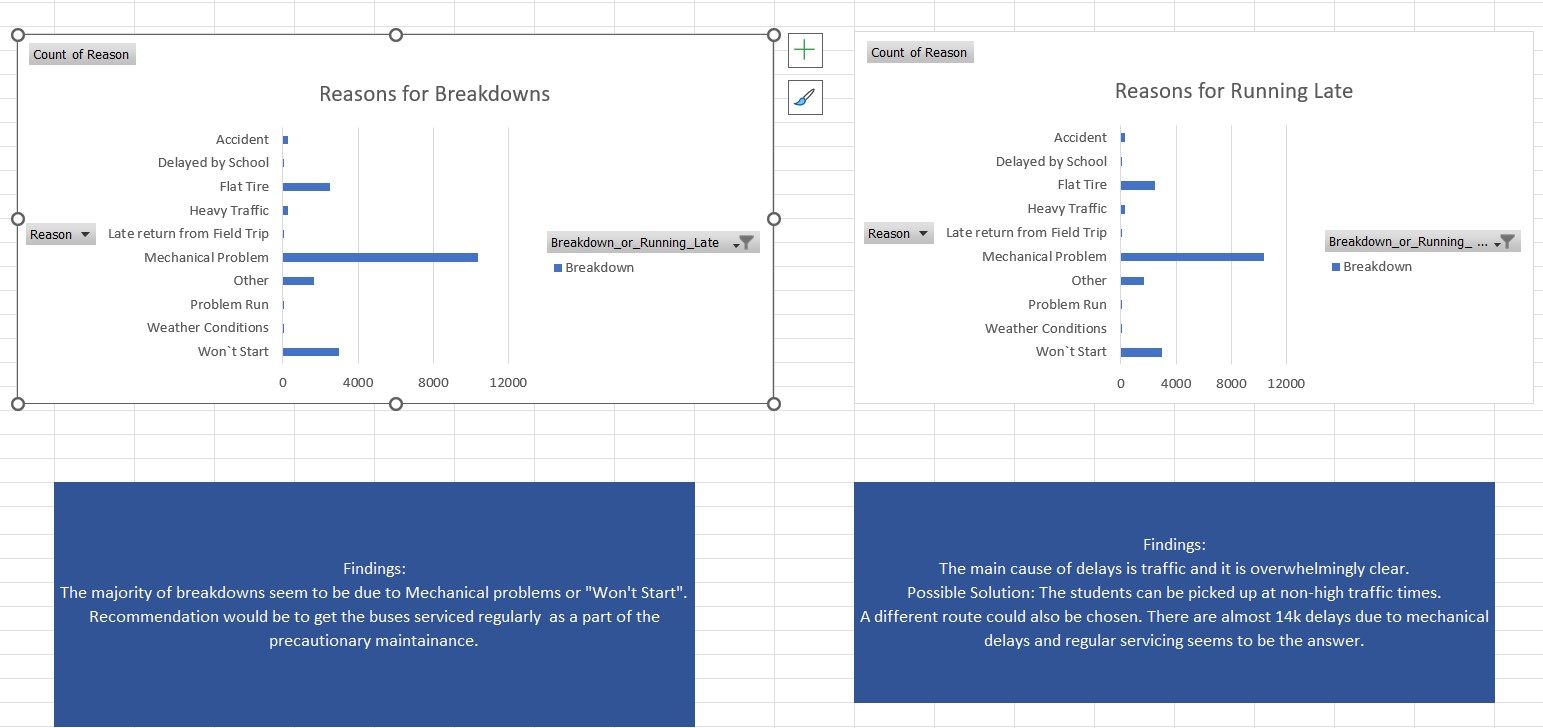 Count of Reason
Reasons for Breakdowns
Accident
Delayed by School
Flat Tire
Heavy Traffic
Reason
Late return from Field Trip
Mechanical Problem
Other
Problem Run
Weather Conditions
Won`t Start
0 4000 8000 12000
Breakdown_or_Running_Late
Breakdown
Count of Reason
Reasons for Running Late
Accident
Delayed by School
Flat Tire
Heavy Traffic
Reason
Late return from Field Trip
Mechanical Problem
Other
Problem Run
Weather Conditions
Won`t Start
0 4000 8000 12000
Breakdown_or_Running_ ...
Breakdown
Findings:
The majority of breakdowns seem to be due to Mechanical problems or "Won't Start".
Recommendation would be to get the buses serviced regularly as a part of the
precautionary maintainance.
Findings:
The main cause of delays is traffic and it is overwhelmingly clear.
Possible Solution: The students can be picked up at non-high traffic times.
A different route could also be chosen. There are almost 14k delays due to mechanical
delays and regular servicing seems to be the answer.